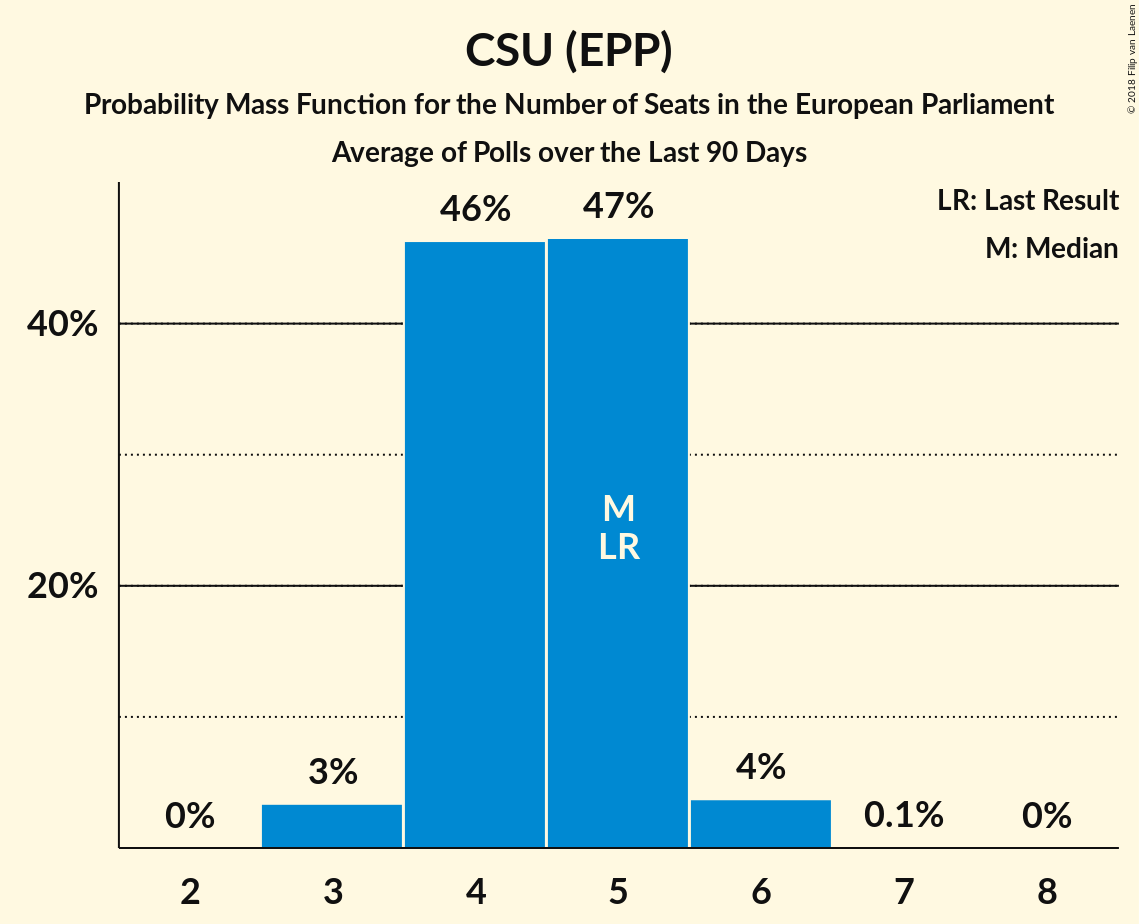 CSU (EPP)
Probability Mass Function for the Number of Seats in the European Parliament
Average of Polls over the Last 90 Days
© 2018 Filip van Laenen
LR: Last Result
M: Median
46%
47%
40%
M
LR
20%
3%
4%
0%
0.1%
0%
2 3 4 5 6 7 8